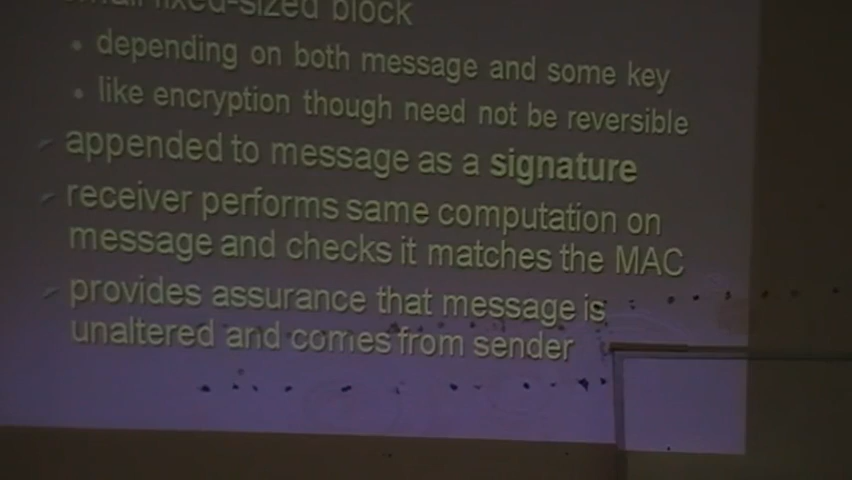 small fixed-sized block
• depending on both message and some key
• like encryption though need not be reversible
appended to message as a signature
receiver performs same computation on
message and checks it matches the MAC
provides assurance that message is
unaltered and comes from sender